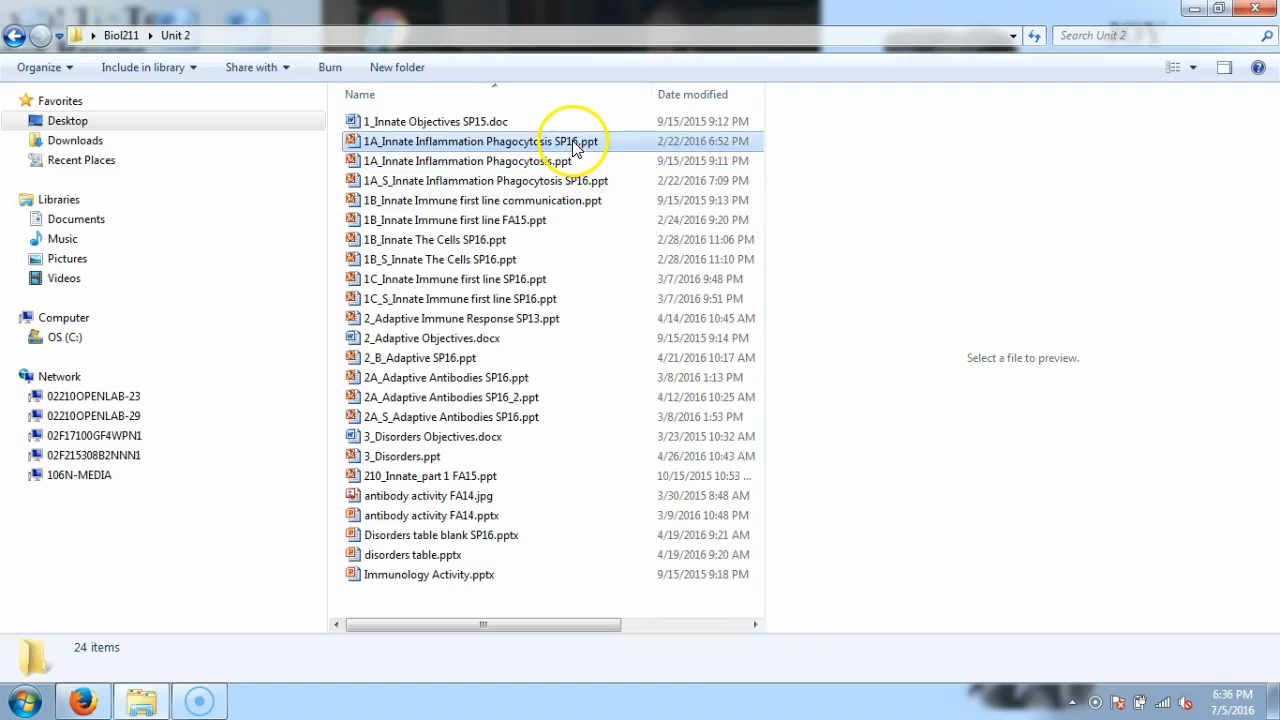 Biol211 Unit 2 Search Unit 2
Organize Include in library Share with Burn New folder
Name Date modified
Favorites
Desktop
Downloads
Recent Places
Libraries
Documents
Music
Pictures
Videos
Computer
OS (C:)
Network
02210OPENLAB-23
02210OPENLAB-29
02F17100GF4WPN1
02F215308B2NNN1
106N-MEDIA
1_Innate Objectives SP15.doc 9/15/2015 9:12 PM
1A_Innate Inflammation Phagocytosis SP16.ppt 2/22/2016 6:52 PM
1A_Innate Inflammation Phagocytosis.ppt 9/15/2015 9:11 PM
1A_S_Innate Inflammation Phagocytosis SP16.ppt 2/22/2016 7:09 PM
1B_Innate Immune first line communication.ppt 9/15/2015 9:13 PM
1B_Innate Immune first line FA15.ppt 2/24/2016 9:20 PM
1B_Innate The Cells SP16.ppt 2/28/2016 11:06 PM
1B_S_Innate The Cells SP16.ppt 2/28/2016 11:10 PM
1C_Innate Immune first line SP16.ppt 3/7/2016 9:48 PM
1C_S_Innate Immune first line SP16.ppt 3/7/2016 9:51 PM
2_Adaptive Immune Response SP13.ppt 4/14/2016 10:45 AM
2_Adaptive Objectives.docx 9/15/2015 9:14 PM
2_B_Adaptive SP16.ppt 4/21/2016 10:17 AM
2A_Adaptive Antibodies SP16.ppt 3/8/2016 1:13 PM
2A_Adaptive Antibodies SP16_2.ppt 4/12/2016 10:25 AM
2A_S_Adaptive Antibodies SP16.ppt 3/8/2016 1:53 PM
3_Disorders Objectives.docx 3/23/2015 10:32 AM
3_Disorders.ppt 4/26/2016 10:43 AM
210_Innate_part 1 FA15.ppt 10/15/2015 10:53 ...
antibody activity FA14.jpg 3/30/2015 8:48 AM
antibody activity FA14.pptx 3/9/2016 10:48 PM
Disorders table blank SP16.pptx 4/19/2016 9:21 AM
disorders table.pptx 4/19/2016 9:20 AM
Immunology Activity.pptx 9/15/2015 9:18 PM
Select a file to preview.
24 items
6:36 PM
7/5/2016